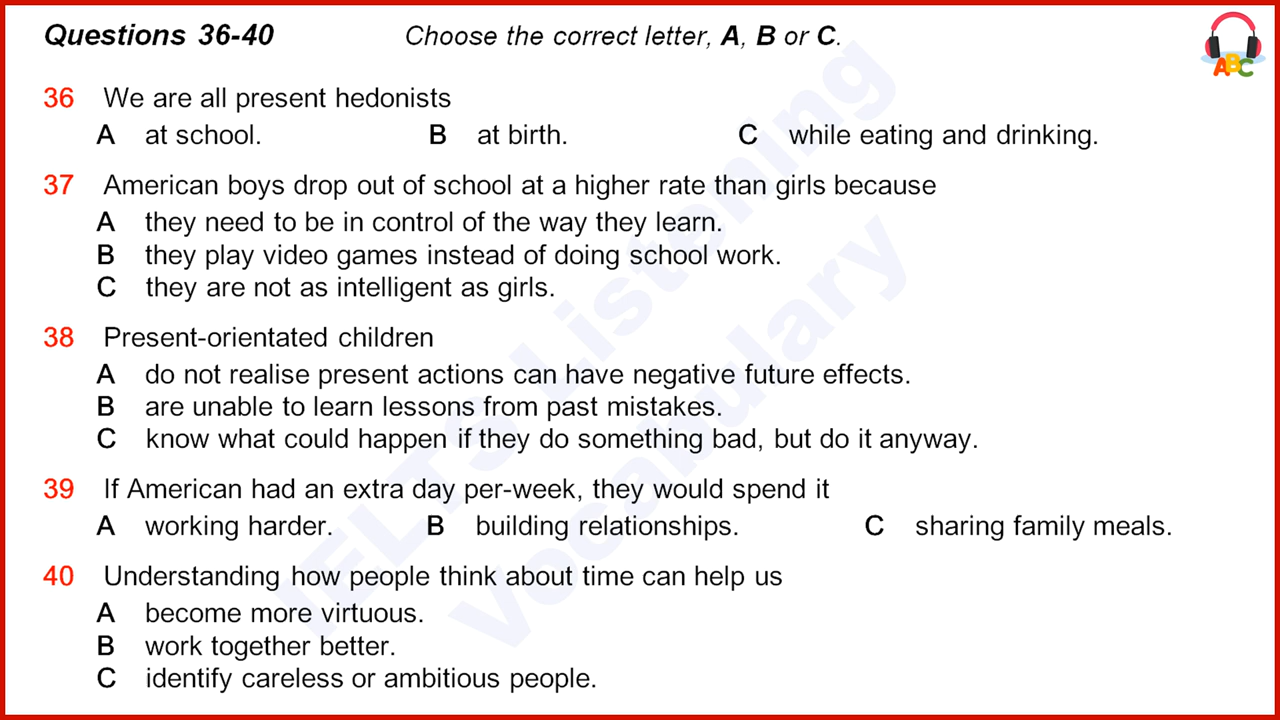 Questions 36-40 Choose the correct letter, A, B or C.
ABC
36 We are all present hedonists
A at school. B at birth. C while eating and drinking.
37 American boys drop out of school at a higher rate than girls because
A they need to be in control of the way they learn.
B they play video games instead of doing school work.
C they are not as intelligent as girls.
38 Present-orientated children
A do not realise present actions can have negative future effects.
B are unable to learn lessons from past mistakes.
C know what could happen if they do something bad, but do it anyway.
39 If American had an extra day per-week, they would spend it
A working harder. B building relationships. C sharing family meals.
40 Understanding how people think about time can help us
A become more virtuous.
B work together better.
C identify careless or ambitious people.
IELTS Listening
Vocabulary